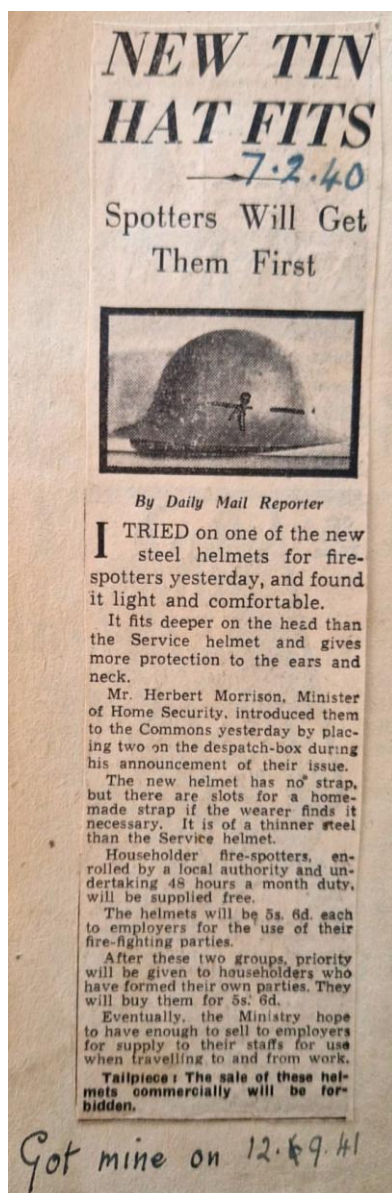 NEW TIN
HAT FITS
7.2.40
Spotters Will Get
Them First
By Daily Mail Reporter
I TRIED on one of the new
steel helmets for fire-
spotters yesterday, and found
it light and comfortable.
It fits deeper on the head than
the Service helmet and gives
more protection to the ears and
neck.
Mr. Herbert Morrison, Minister
of Home Security, introduced them
to the Commons yesterday by plac-
ing two on the despatch-box during
his announcement of their issue.
The new helmet has no strap,
but there are slots for a home-
made strap if the wearer finds it
necessary. It is of a thinner steel
than the Service helmet.
Householder fire-spotters, en-
rolled by a local authority and un-
dertaking 48 hours a month duty,
will be supplied free.
The helmets will be 5s. 6d. each
to employers for the use of their
fire-fighting parties.
After these two groups, priority
will be given to householders who
have formed their own parties. They
will buy them for 5s. 6d.
Eventually, the Ministry hope
to have enough to sell to employers
for supply to their staffs for use
when travelling to and from work.
Tailpiece: The sale of these hel-
mets commercially will be for-
bidden.
Got mine on 12. 9. 41